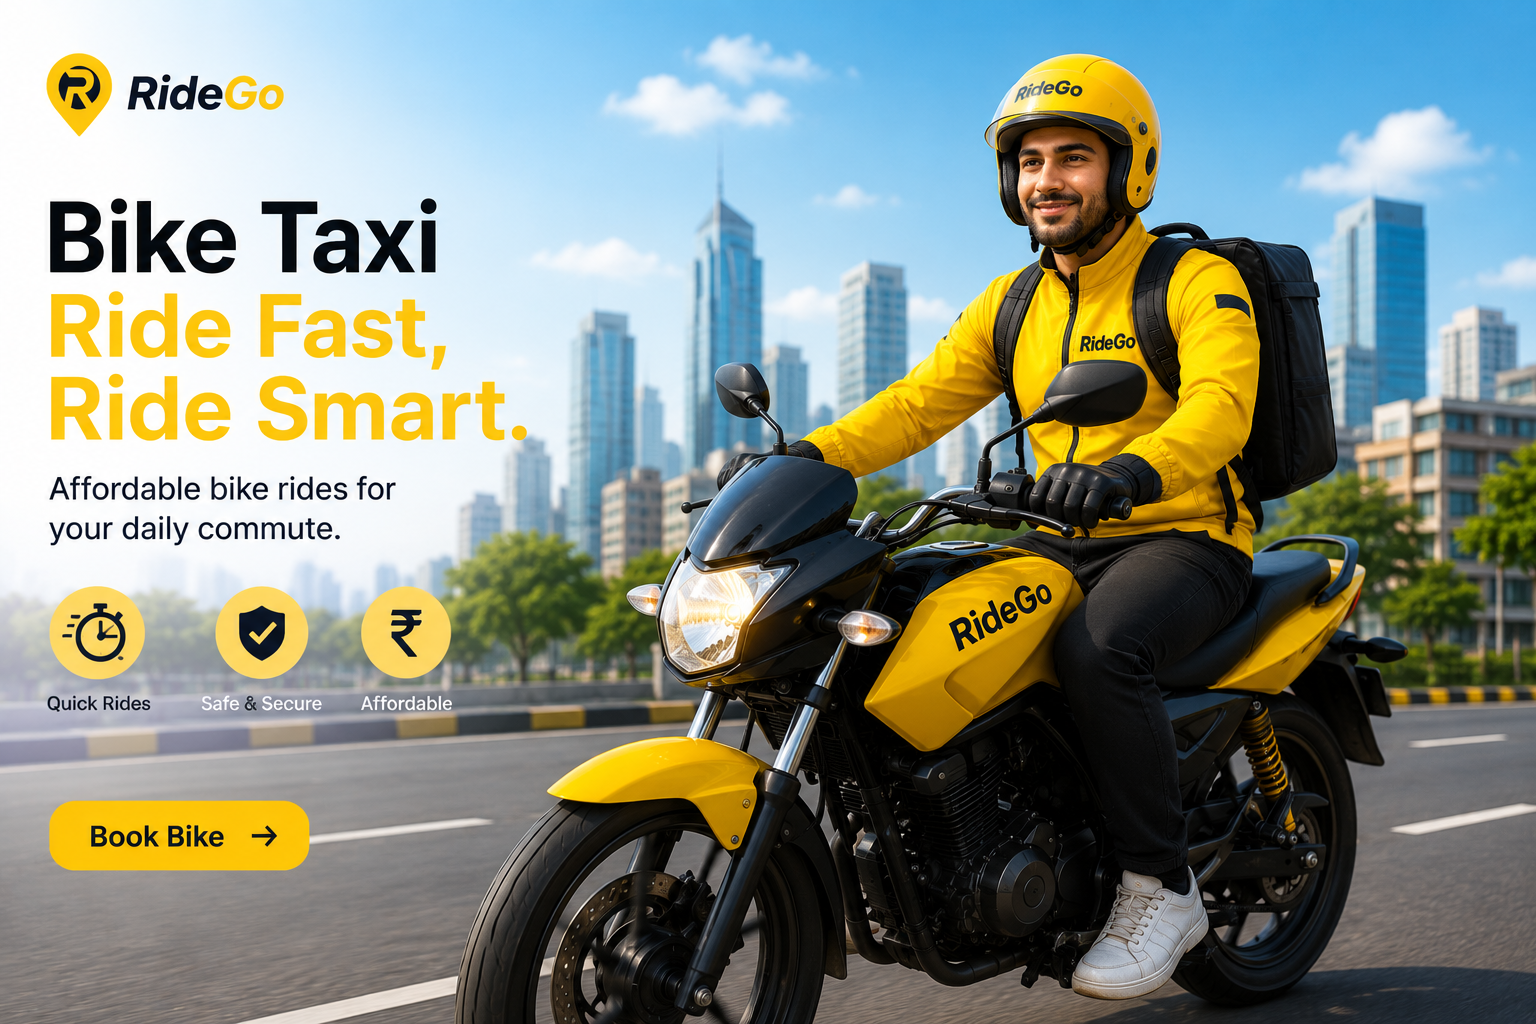 RideGo
Bike Taxi
Ride Fast,
Ride Smart.
Affordable bike rides for
your daily commute.
₹
Quick Rides
Safe & Secure
Affordable
Book Bike →
RideGo
RideGo
RideGo